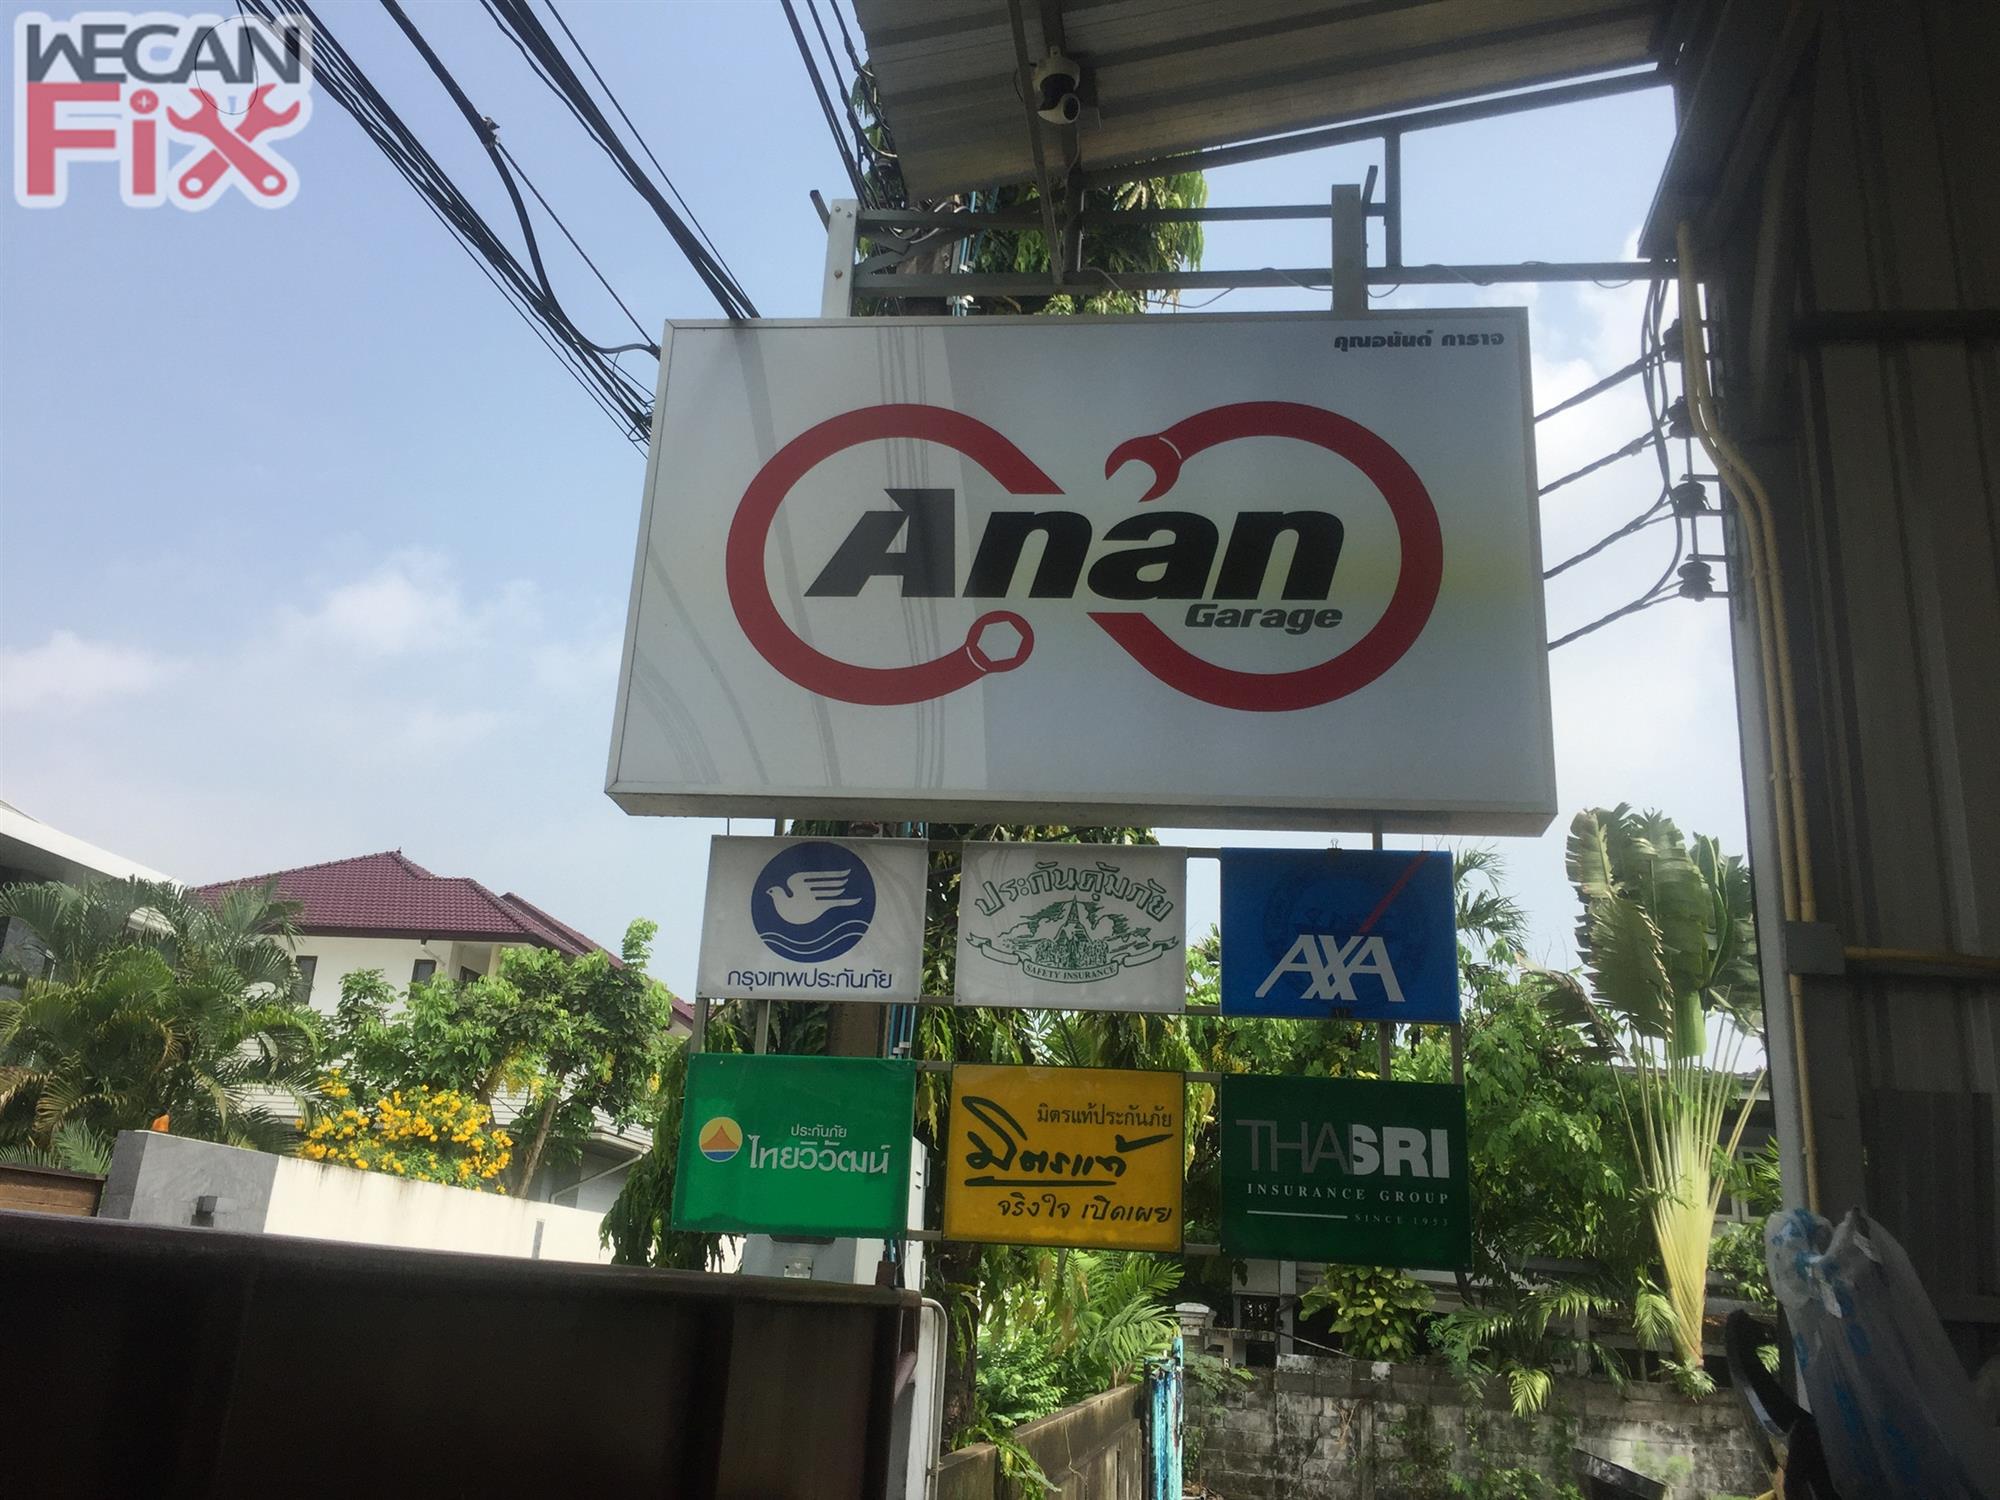 WECAN
Fix
คุณอนันต์ การาจ
Anan
Garage
กรุงเทพประกันภัย
ประกันคุ้มภัย
SAFETY INSURANCE
AXA
ประกันภัย
ไทยวิวัฒน์
มิตรแท้ประกันภัย
มิตรแท้
จริงใจ เปิดเผย
THAISRI
INSURANCE GROUP
SINCE 1953